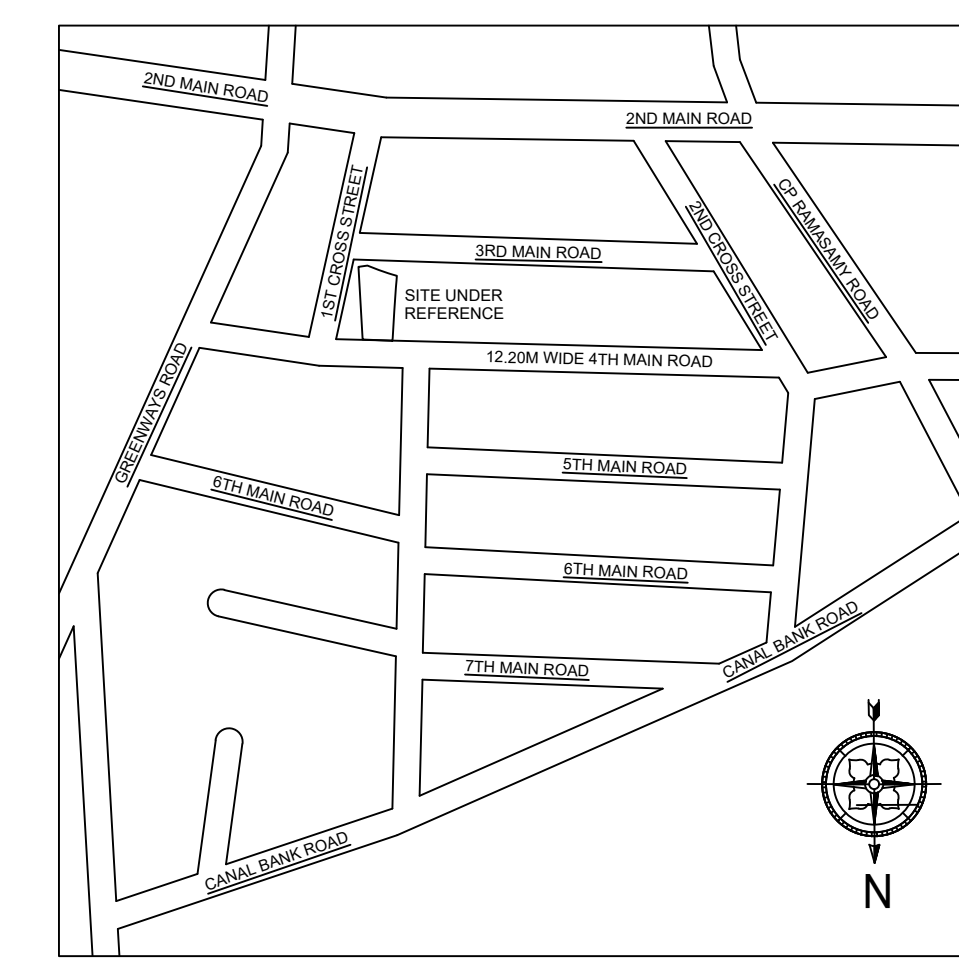 2ND MAIN ROAD
2ND MAIN ROAD
1ST CROSS STREET
2ND CROSS STREET
CP RAMASAMY ROAD
3RD MAIN ROAD
SITE UNDER
REFERENCE
12.20M WIDE 4TH MAIN ROAD
GREENWAYS ROAD
5TH MAIN ROAD
6TH MAIN ROAD
6TH MAIN ROAD
7TH MAIN ROAD
CANAL BANK ROAD
CANAL BANK ROAD
N